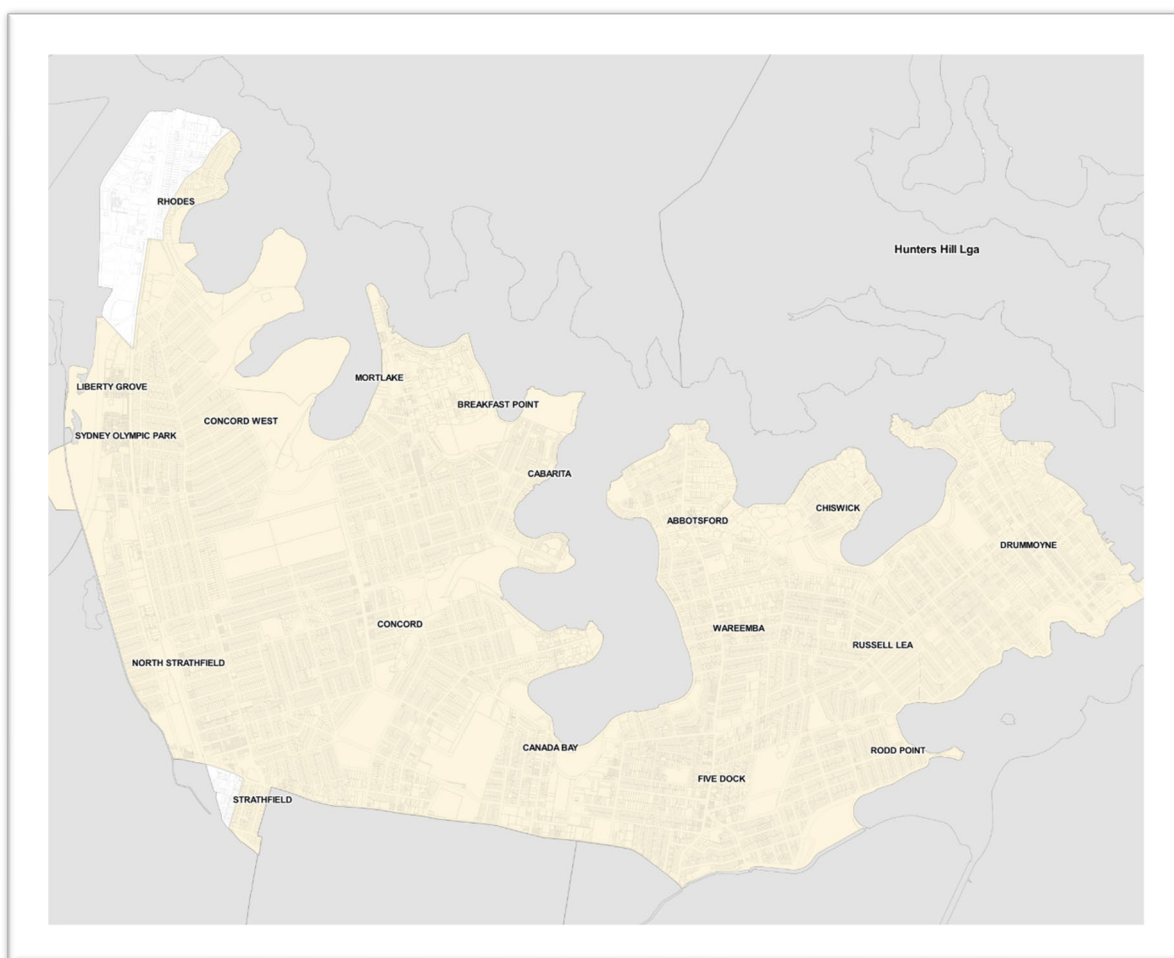 RHODES
Hunters Hill Lga
MORTLAKE
LIBERTY GROVE
BREAKFAST POINT
CONCORD WEST
SYDNEY OLYMPIC PARK
CABARITA
CHISWICK
ABBOTSFORD
DRUMMOYNE
CONCORD
WAREEMBA
RUSSELL LEA
NORTH STRATHFIELD
CANADA BAY
RODD POINT
FIVE DOCK
STRATHFIELD